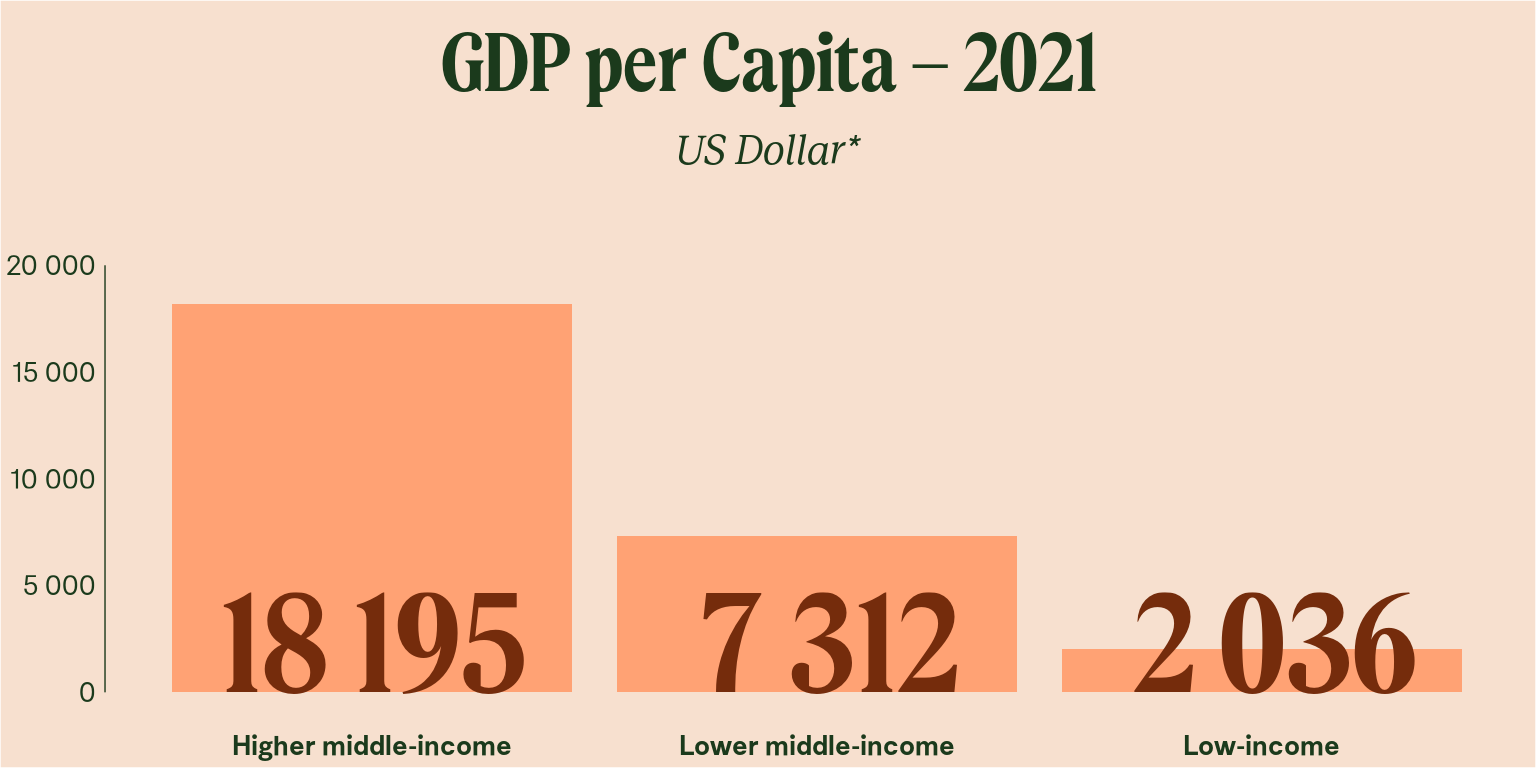 GDP per Capita – 2021
US Dollar*
20 000
15 000
10 000
5 000
0
18 195
7 312
2 036
Higher middle-income
Lower middle-income
Low-income